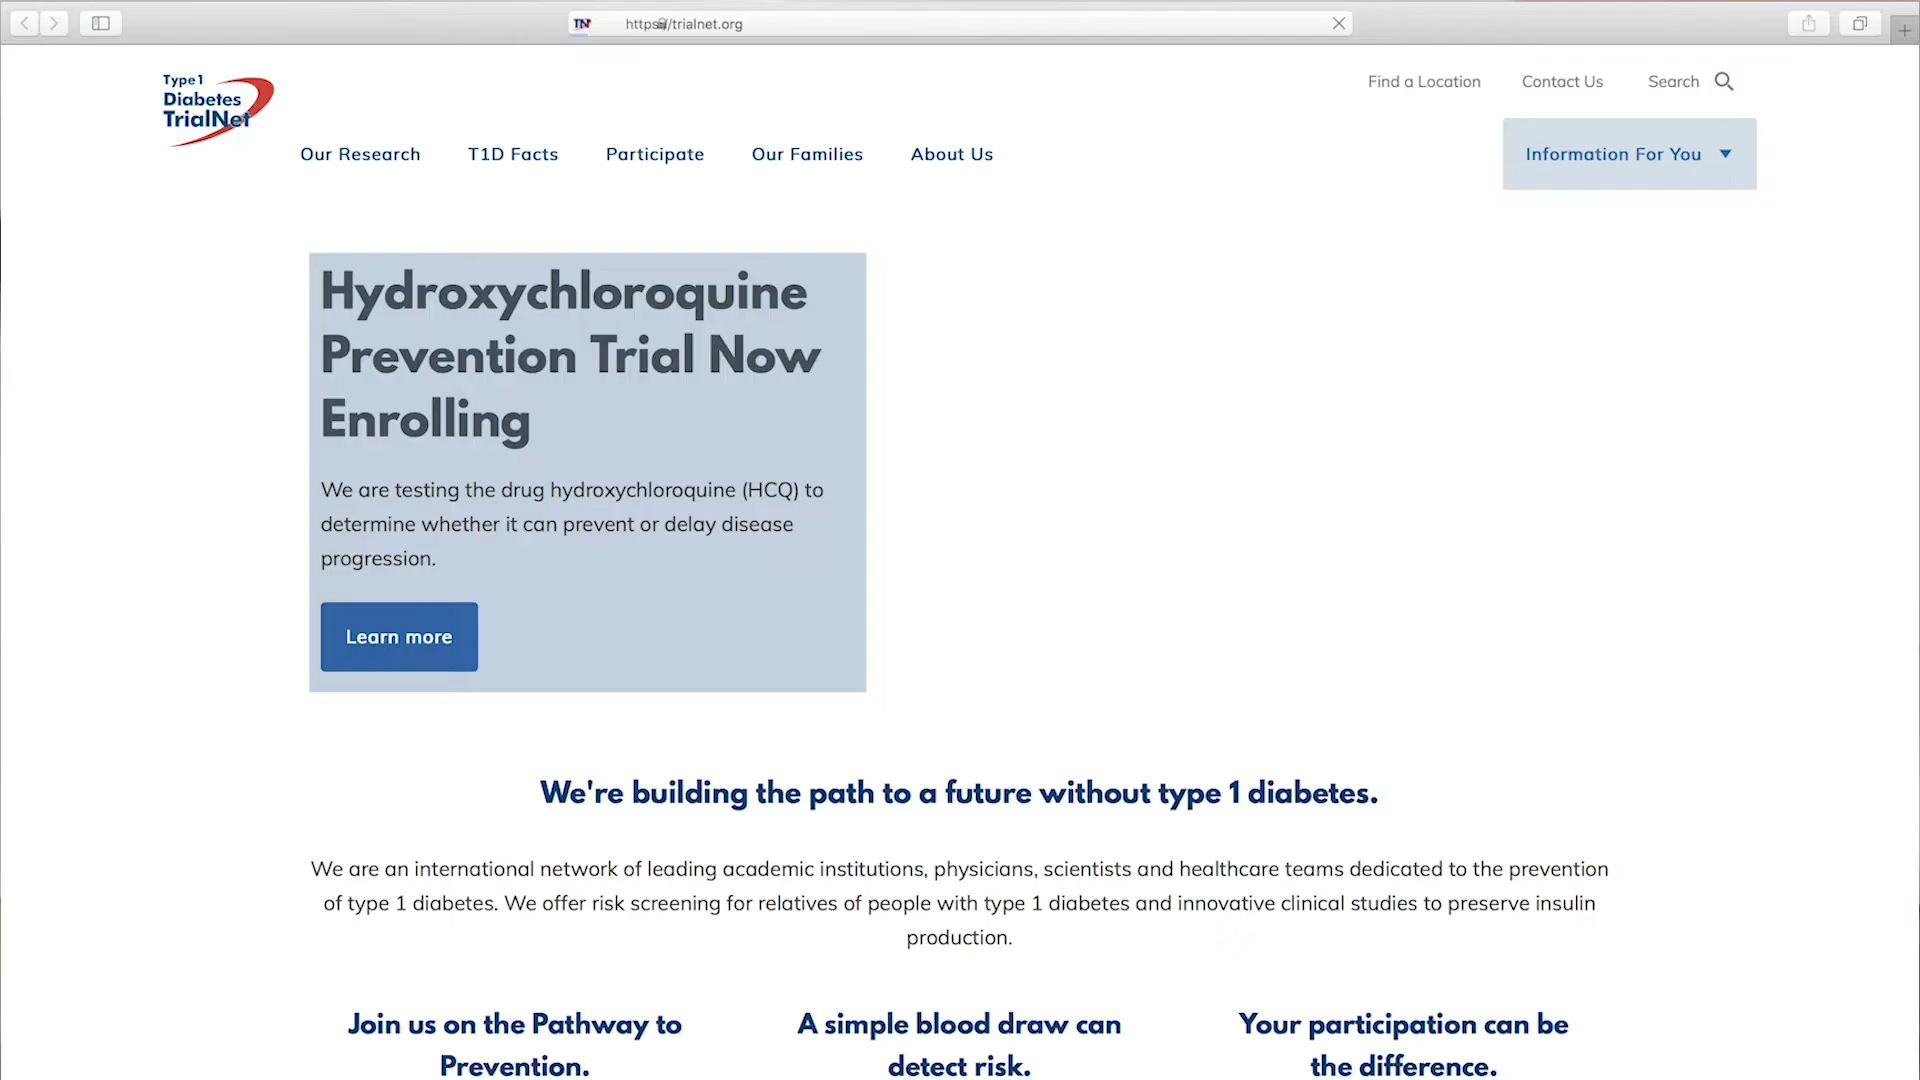 TN https://trialnet.org
Type 1
Diabetes
TrialNet
Find a Location Contact Us Search
Our Research T1D Facts Participate Our Families About Us Information For You
Hydroxychloroquine
Prevention Trial Now
Enrolling
We are testing the drug hydroxychloroquine (HCQ) to
determine whether it can prevent or delay disease
progression.
Learn more
We're building the path to a future without type 1 diabetes.
We are an international network of leading academic institutions, physicians, scientists and healthcare teams dedicated to the prevention
of type 1 diabetes. We offer risk screening for relatives of people with type 1 diabetes and innovative clinical studies to preserve insulin
production.
Join us on the Pathway to
Prevention.
A simple blood draw can
detect risk.
Your participation can be
the difference.